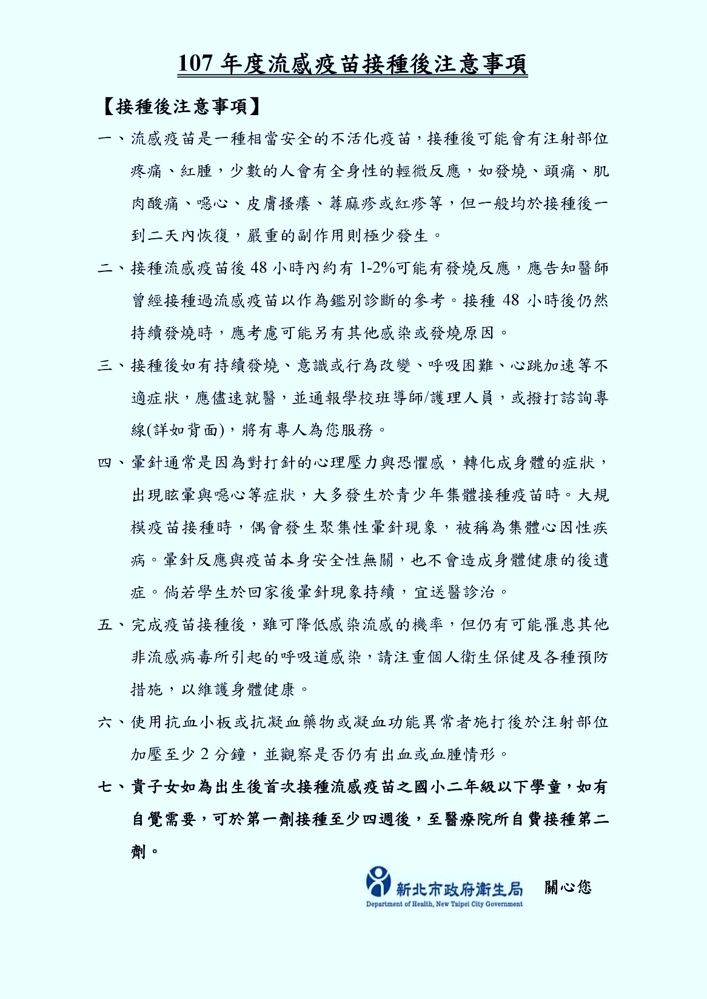 107 年度流感疫苗接種後注意事項
【接種後注意事項】
一、流感疫苗是一種相當安全的不活化疫苗，接種後可能會有注射部位
疼痛、紅腫，少數的人會有全身性的輕微反應，如發燒、頭痛、肌
肉酸痛、噁心、皮膚搔癢、蕁麻疹或紅疹等，但一般均於接種後一
到二天內恢復，嚴重的副作用則極少發生。
二、接種流感疫苗後 48 小時內約有 1-2%可能有發燒反應，應告知醫師
曾經接種過流感疫苗以作為鑑別診斷的參考。接種 48 小時後仍然
持續發燒時，應考慮可能另有其他感染或發燒原因。
三、接種後如有持續發燒、意識或行為改變、呼吸困難、心跳加速等不
適症狀，應儘速就醫，並通報學校班導師/護理人員，或撥打諮詢專
線(詳如背面)，將有專人為您服務。
四、暈針通常是因為對打針的心理壓力與恐懼感，轉化成身體的症狀，
出現眩暈與噁心等症狀，大多發生於青少年集體接種疫苗時。大規
模疫苗接種時，偶會發生聚集性暈針現象，被稱為集體心因性疾
病。暈針反應與疫苗本身安全性無關，也不會造成身體健康的後遺
症。倘若學生於回家後暈針現象持續，宜送醫診治。
五、完成疫苗接種後，雖可降低感染流感的機率，但仍有可能罹患其他
非流感病毒所引起的呼吸道感染，請注重個人衛生保健及各種預防
措施，以維護身體健康。
六、使用抗血小板或抗凝血藥物或凝血功能異常者施打後於注射部位
加壓至少 2 分鐘，並觀察是否仍有出血或血腫情形。
七、貴子女如為出生後首次接種流感疫苗之國小二年級以下學童，如有
自覺需要，可於第一劑接種至少四週後，至醫療院所自費接種第二
劑。
新北市政府衛生局 關心您
Department of Health, New Taipei City Government